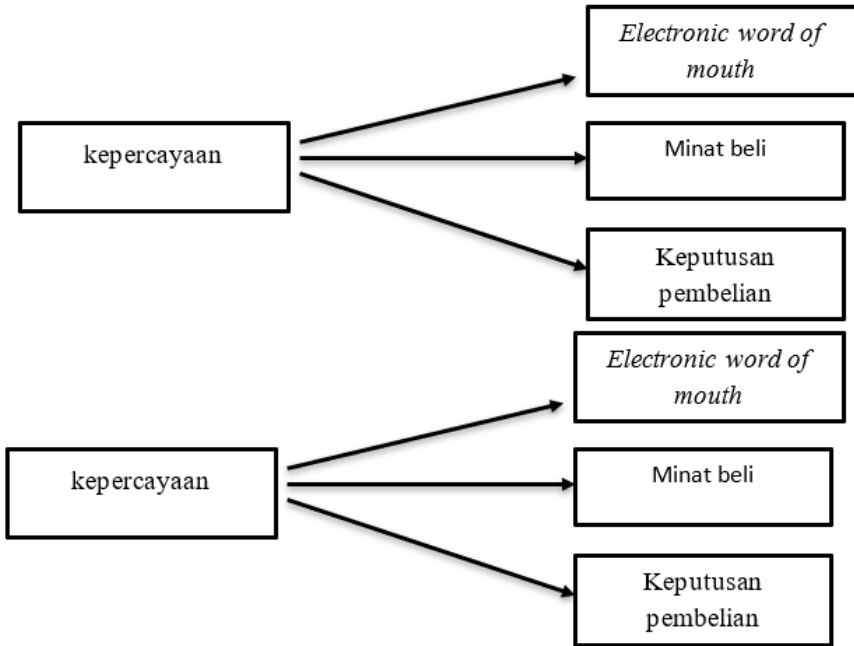 Electronic word of
mouth
kepercayaan
Minat beli
Keputusan
pembelian
Electronic word of
mouth
kepercayaan
Minat beli
Keputusan
pembelian